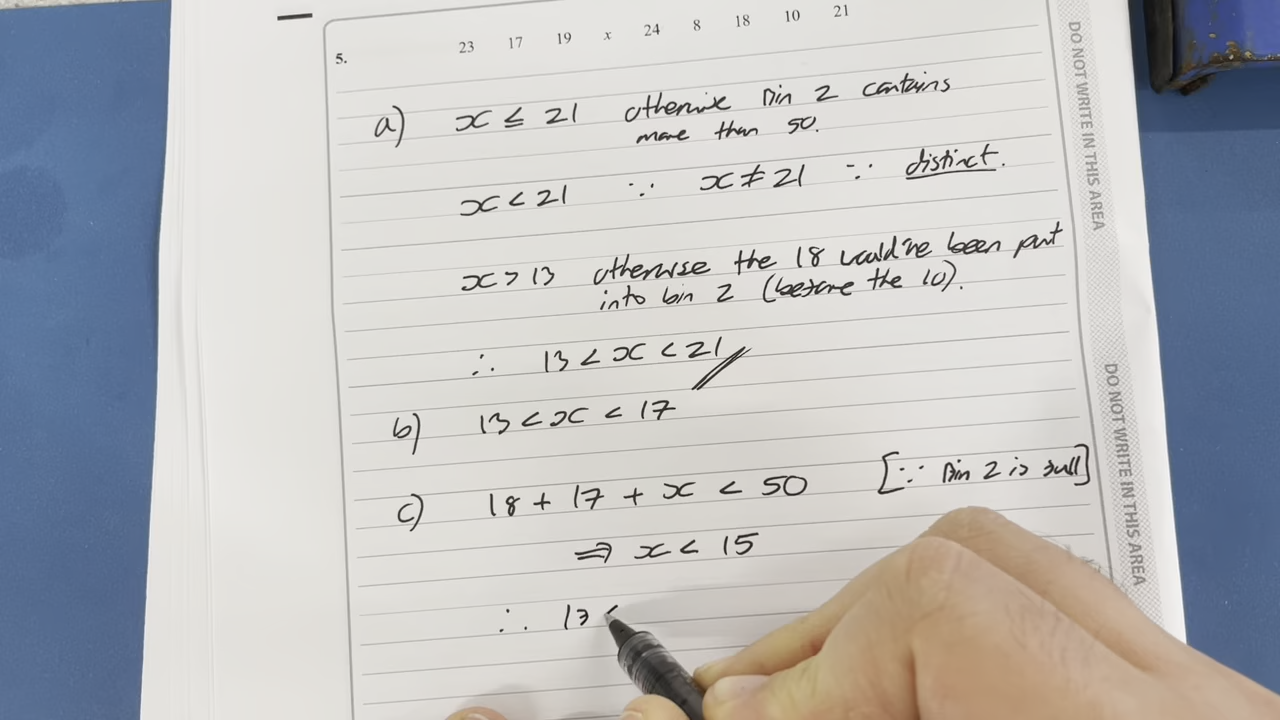 5.
23 17 19 x 24 8 18 10 21
a) x ≤ 21 otherwise Bin 2 contains
more than 50.
x < 21 ∵ x ≠ 21 ∵ distinct.
x > 13 otherwise the 18 would've been put
into bin 2 (before the 10).
∴ 13 < x < 21
b) 13 < x < 17
c) 18 + 17 + x < 50 [∵ Bin 2 is full]
⇒ x < 15
∴ 13 <
DO NOT WRITE IN THIS AREA
DO NOT WRITE IN THIS AREA